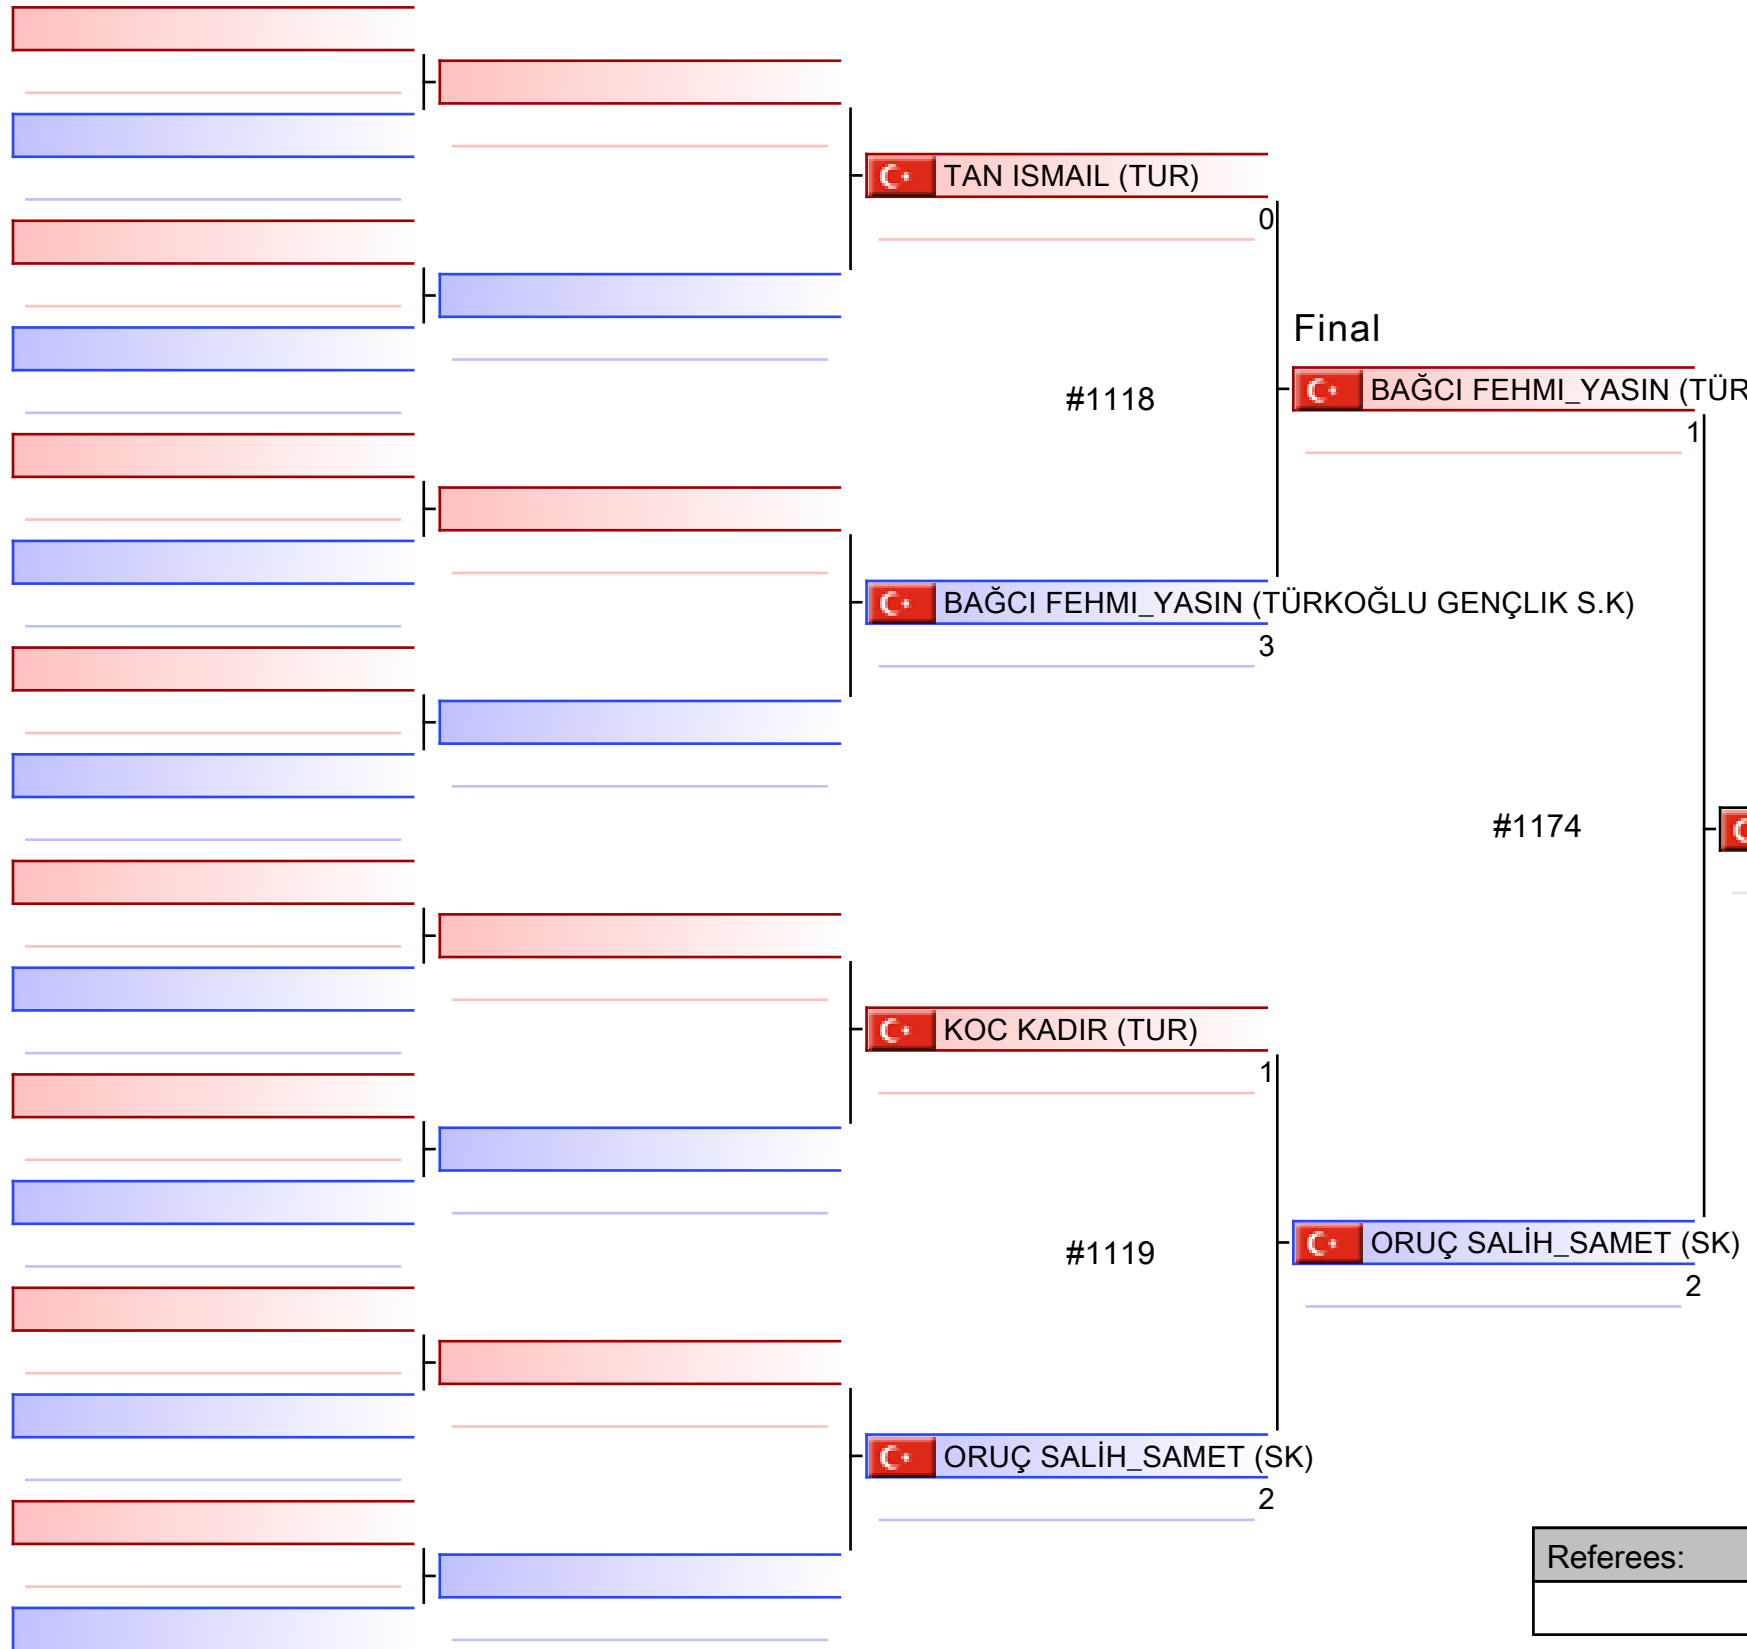 TAN ISMAIL (TUR)
0
Final
#1118
BAĞCI FEHMI_YASIN (TÜR
1
BAĞCI FEHMI_YASIN (TÜRKOĞLU GENÇLIK S.K)
3
#1174
KOC KADIR (TUR)
1
#1119
ORUÇ SALİH_SAMET (SK)
2
ORUÇ SALİH_SAMET (SK)
2
Referees: